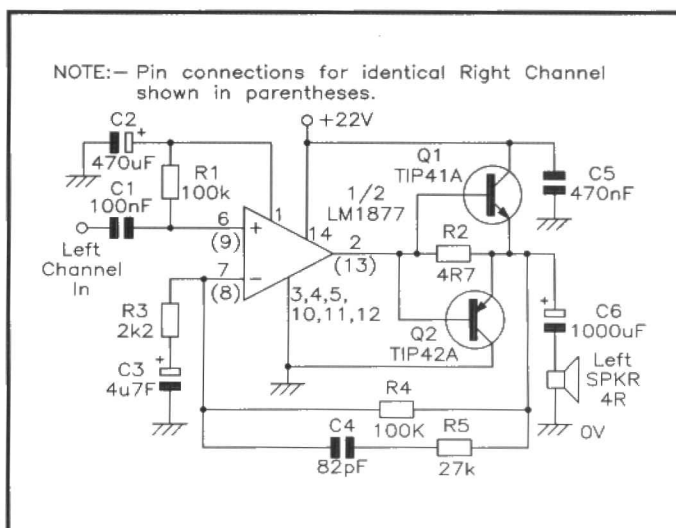 NOTE:– Pin connections for identical Right Channel
shown in parentheses.
C2
470uF
+
+22V
R1
100k
C1
100nF
1
1/2
LM1877
Q1
TIP41A
C5
470nF
6
(9)
+
14
2
(13)
R2
4R7
Left
Channel
In
7
(8)
–
3,4,5,
10,11,12
R3
2k2
Q2
TIP42A
+
C6
1000uF
+
C3
4u7F
Left
SPKR
4R
R4
100K
0V
C4
82pF
R5
27k